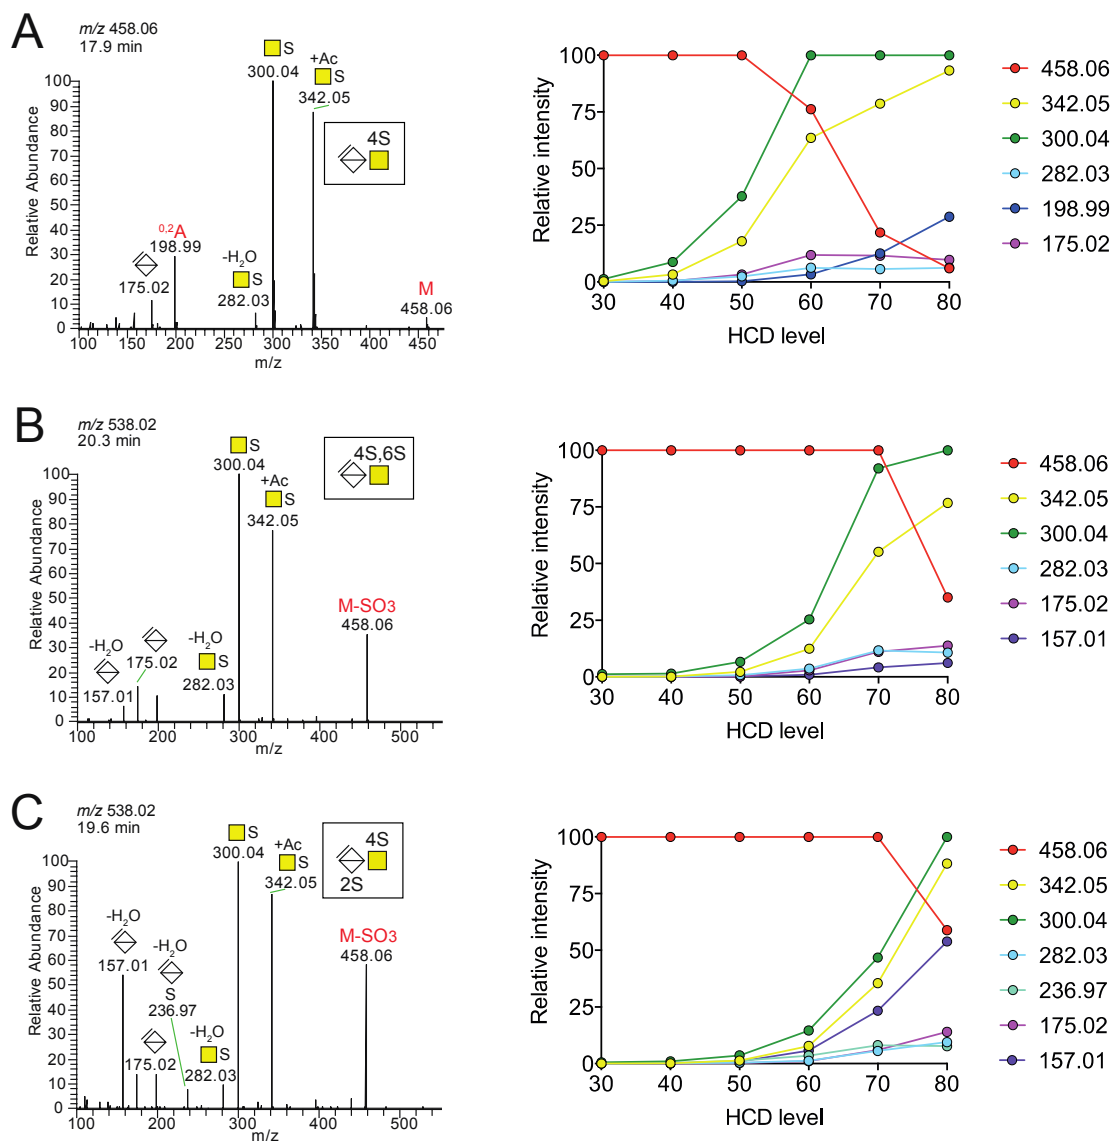 A
m/z 458.06
17.9 min
S
300.04
+Ac
S
342.05
4S
0,2A
198.99
175.02
-H2O
S
282.03
M
458.06
Relative Abundance
100
90
80
70
60
50
40
30
20
10
0
100 150 200 250 300 350 400 450
m/z
Relative intensity
100
75
50
25
0
30 40 50 60 70 80
HCD level
458.06
342.05
300.04
282.03
198.99
175.02
B
m/z 538.02
20.3 min
S
300.04
+Ac
S
342.05
4S,6S
M-SO3
458.06
-H2O
157.01
175.02
-H2O
S
282.03
Relative Abundance
100
90
80
70
60
50
40
30
20
10
0
100 200 300 400 500
m/z
Relative intensity
100
75
50
25
0
30 40 50 60 70 80
HCD level
458.06
342.05
300.04
282.03
175.02
157.01
C
m/z 538.02
19.6 min
S
300.04
+Ac
S
342.05
4S
2S
M-SO3
458.06
-H2O
157.01
-H2O
S
236.97
175.02
-H2O
S
282.03
Relative Abundance
100
90
80
70
60
50
40
30
20
10
0
100 200 300 400 500
m/z
Relative intensity
100
75
50
25
0
30 40 50 60 70 80
HCD level
458.06
342.05
300.04
282.03
236.97
175.02
157.01